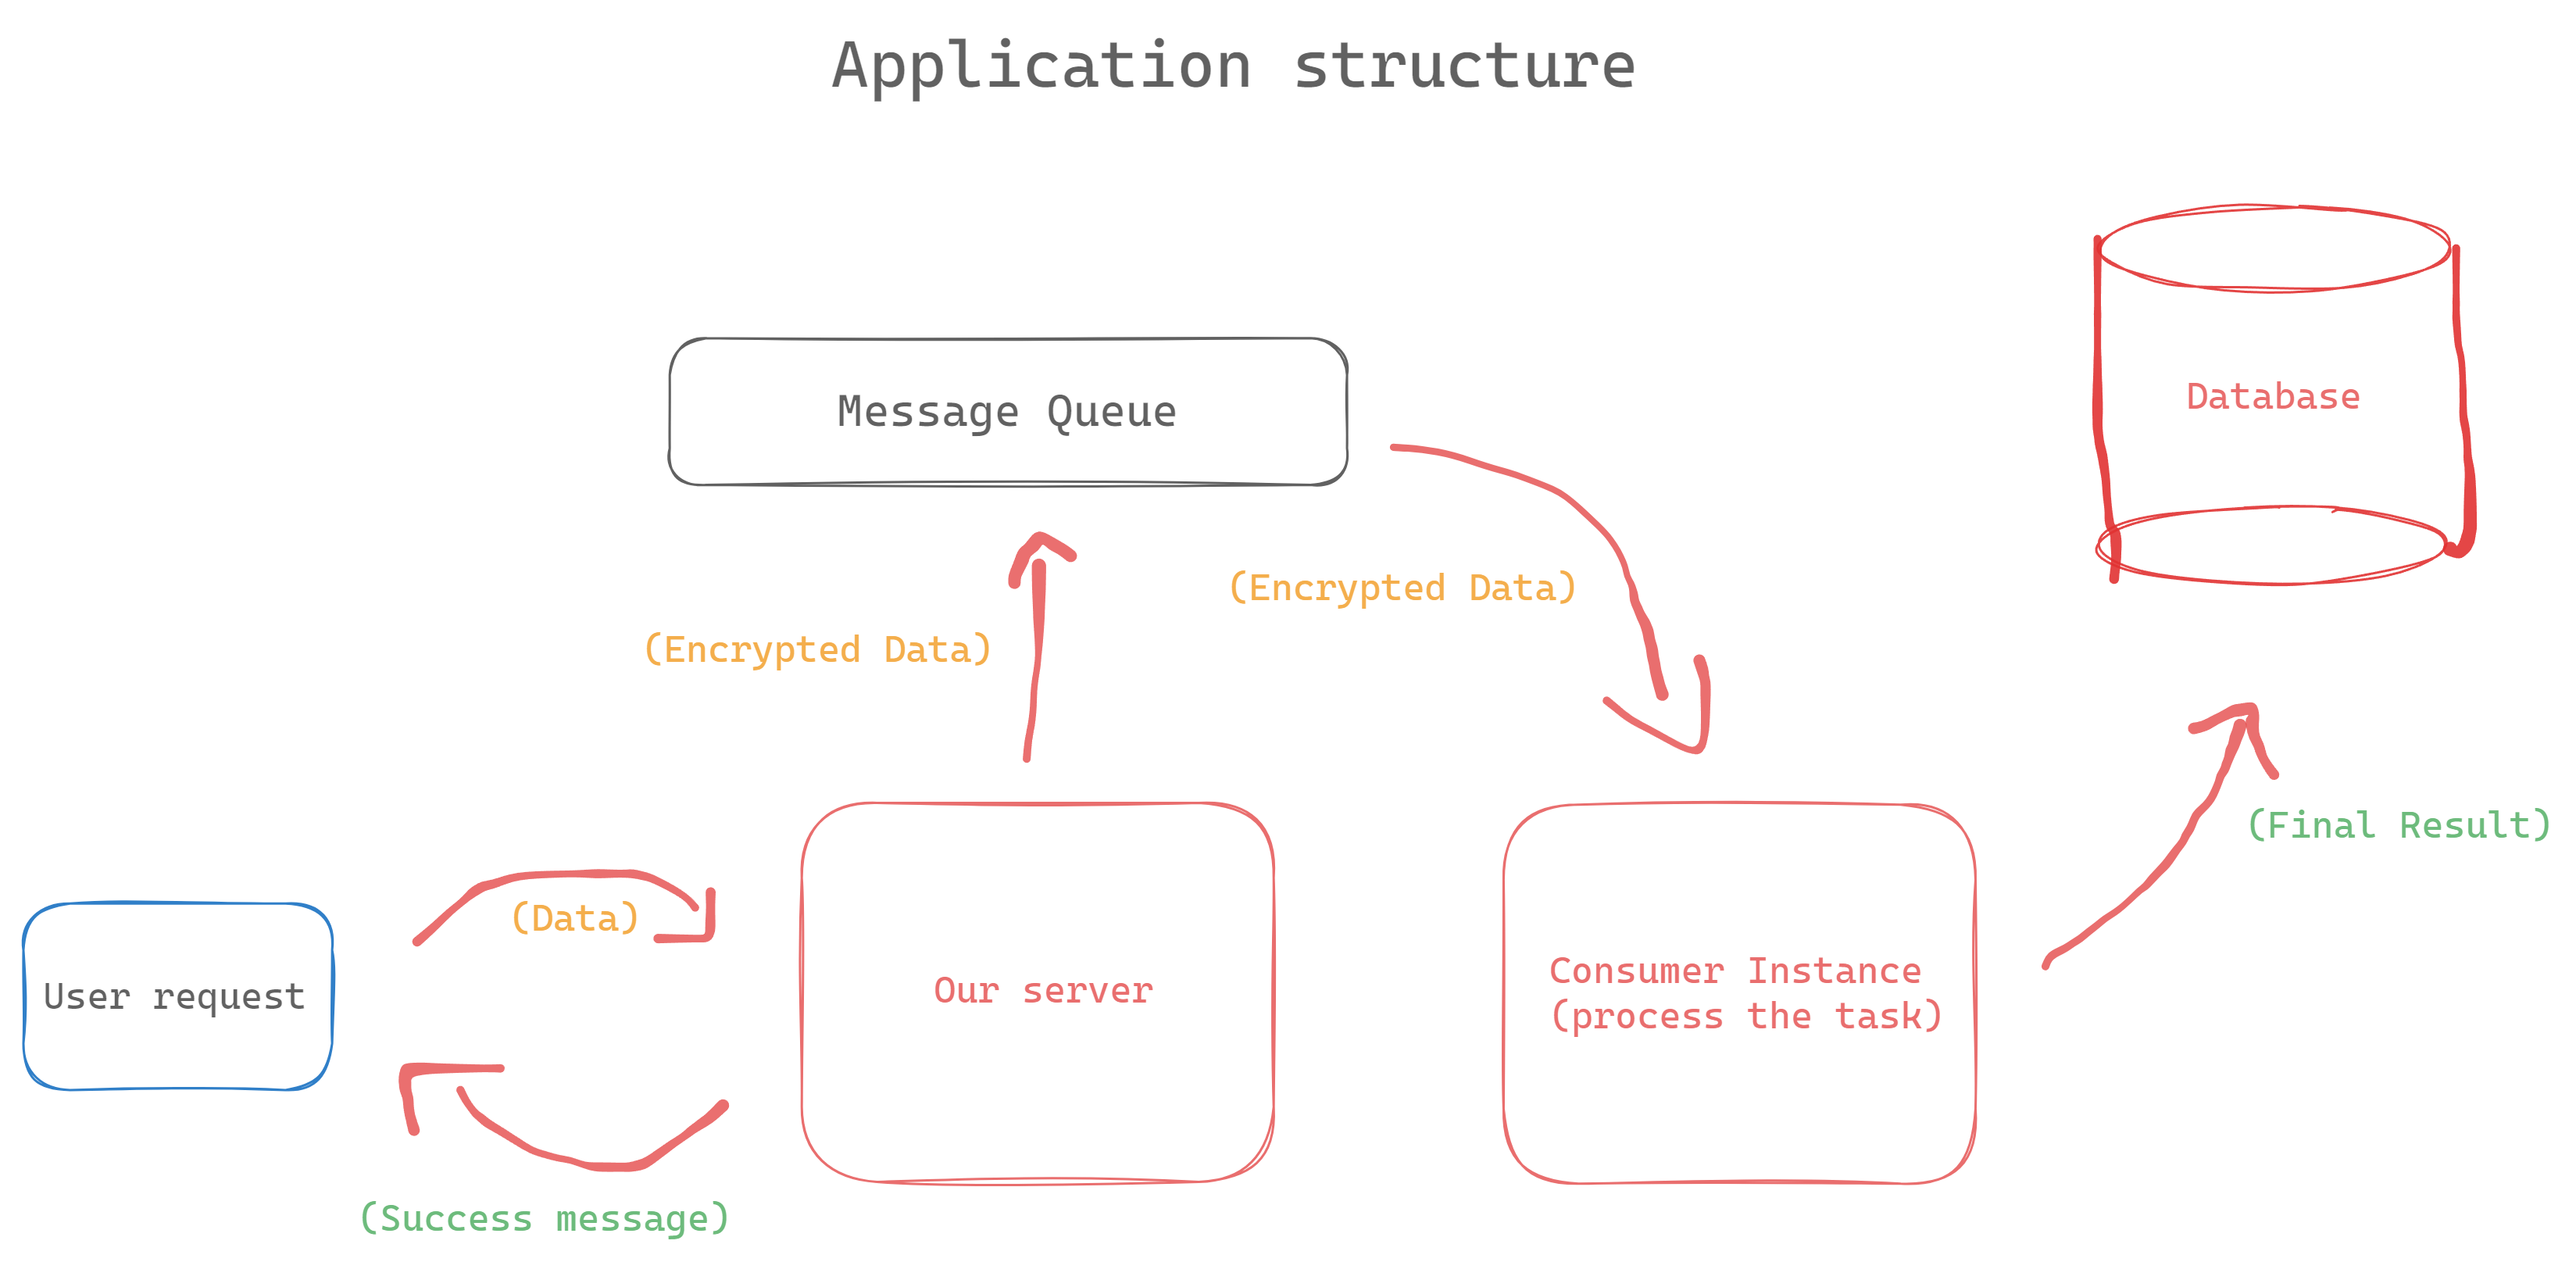 Application structure
Message Queue
Database
(Encrypted Data)
(Encrypted Data)
(Final Result)
(Data)
User request
Our server
Consumer Instance
(process the task)
(Success message)